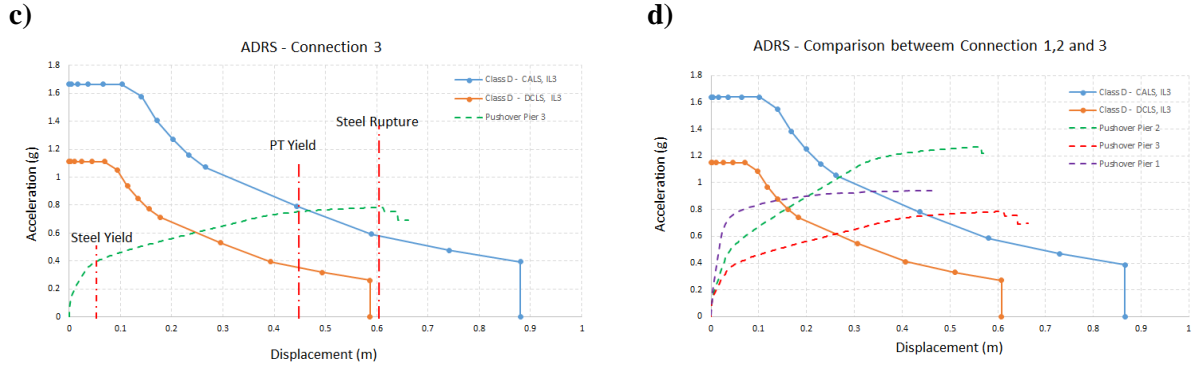 c)
ADRS - Connection 3
1.8
1.6
1.4
1.2
1
0.8
0.6
0.4
0.2
0
Acceleration (g)
0
0.1
0.2
0.3
0.4
0.5
0.6
0.7
0.8
0.9
1
Displacement (m)
Class D - CALS, IL3
Class D - DCLS, IL3
Pushover Pier 3
Steel Rupture
PT Yield
Steel Yield
d)
ADRS - Comparison betweem Connection 1,2 and 3
1.8
1.6
1.4
1.2
1
0.8
0.6
0.4
0.2
0
Acceleration (g)
0
0.1
0.2
0.3
0.4
0.5
0.6
0.7
0.8
0.9
1
Displacement (m)
Class D - CALS, IL3
Class D - DCLS, IL3
Pushover Pier 2
Pushover Pier 3
Pushover Pier 1